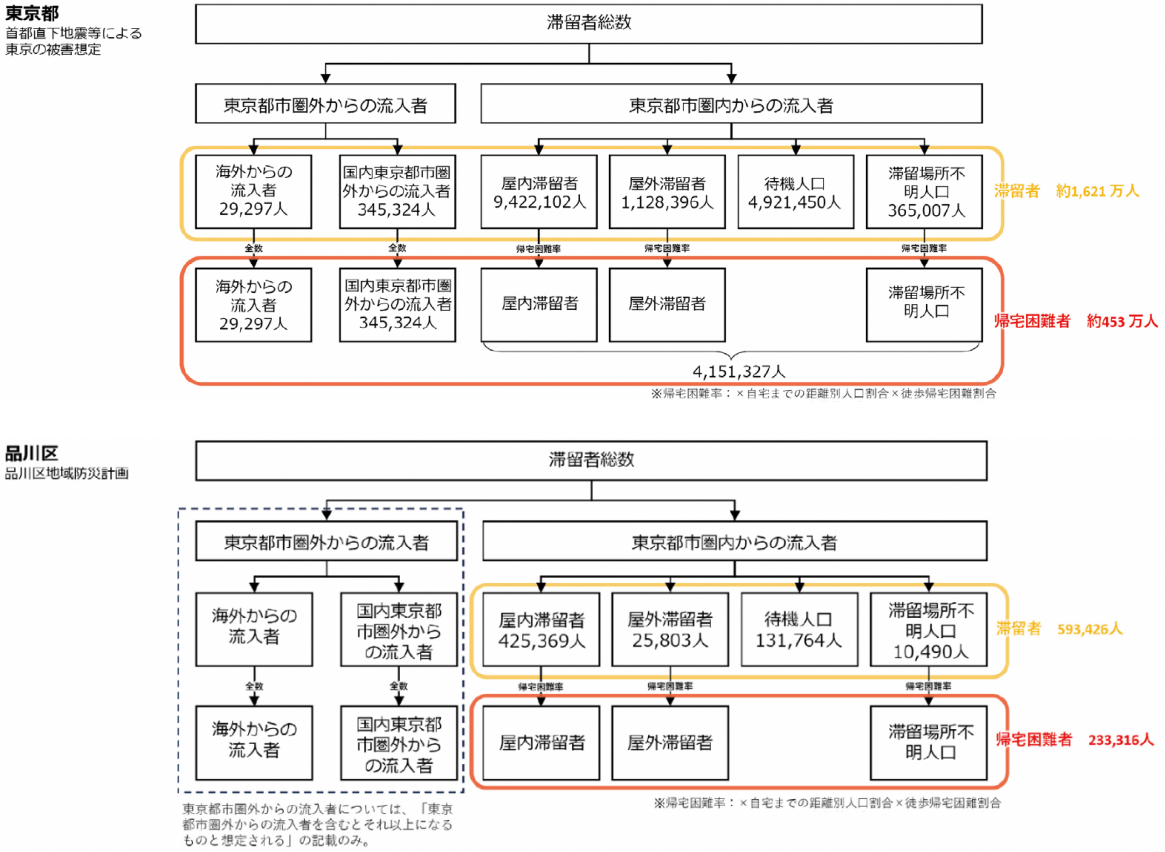 東京都
首都直下地震等による
東京の被害想定
滞留者総数
東京都市圏外からの流入者
東京都市圏内からの流入者
海外からの
流入者
29,297人
国内東京都市圏
外からの流入者
345,324人
屋内滞留者
9,422,102人
屋外滞留者
1,128,396人
待機人口
4,921,450人
滞留場所不
明人口
365,007人
滞留者 約1,621万人
全数
全数
帰宅困難率
帰宅困難率
帰宅困難率
海外からの
流入者
29,297人
国内東京都市圏
外からの流入者
345,324人
屋内滞留者
屋外滞留者
滞留場所不
明人口
帰宅困難者 約453万人
4,151,327人
※帰宅困難率：×自宅までの距離別人口割合×徒歩帰宅困難割合
品川区
品川区地域防災計画
滞留者総数
東京都市圏外からの流入者
東京都市圏内からの流入者
海外からの
流入者
国内東京都
市圏外から
の流入者
屋内滞留者
425,369人
屋外滞留者
25,803人
待機人口
131,764人
滞留場所不
明人口
10,490人
滞留者 593,426人
全数
全数
帰宅困難率
帰宅困難率
帰宅困難率
海外からの
流入者
国内東京都
市圏外から
の流入者
屋内滞留者
屋外滞留者
滞留場所不
明人口
帰宅困難者 233,316人
※帰宅困難率：×自宅までの距離別人口割合×徒歩帰宅困難割合
東京都市圏外からの流入者については、「東京
都市圏外からの流入者を含むとそれ以上になる
ものと想定される」の記載のみ。